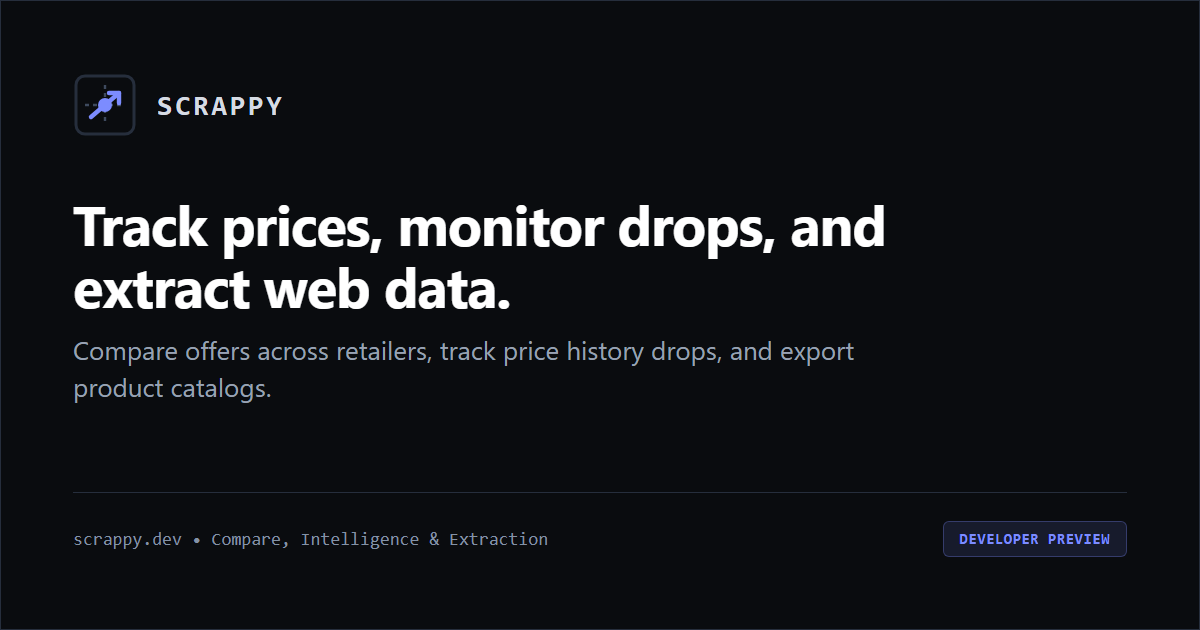 SCRAPPY
Track prices, monitor drops, and
extract web data.
Compare offers across retailers, track price history drops, and export
product catalogs.
scrappy.dev • Compare, Intelligence & Extraction
DEVELOPER PREVIEW